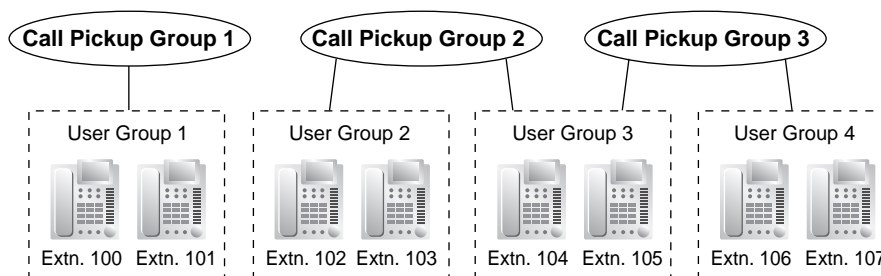 Call Pickup Group 1 Call Pickup Group 2 Call Pickup Group 3
User Group 1 User Group 2 User Group 3 User Group 4
Extn. 100 Extn. 101 Extn. 102 Extn. 103 Extn. 104 Extn. 105 Extn. 106 Extn. 107